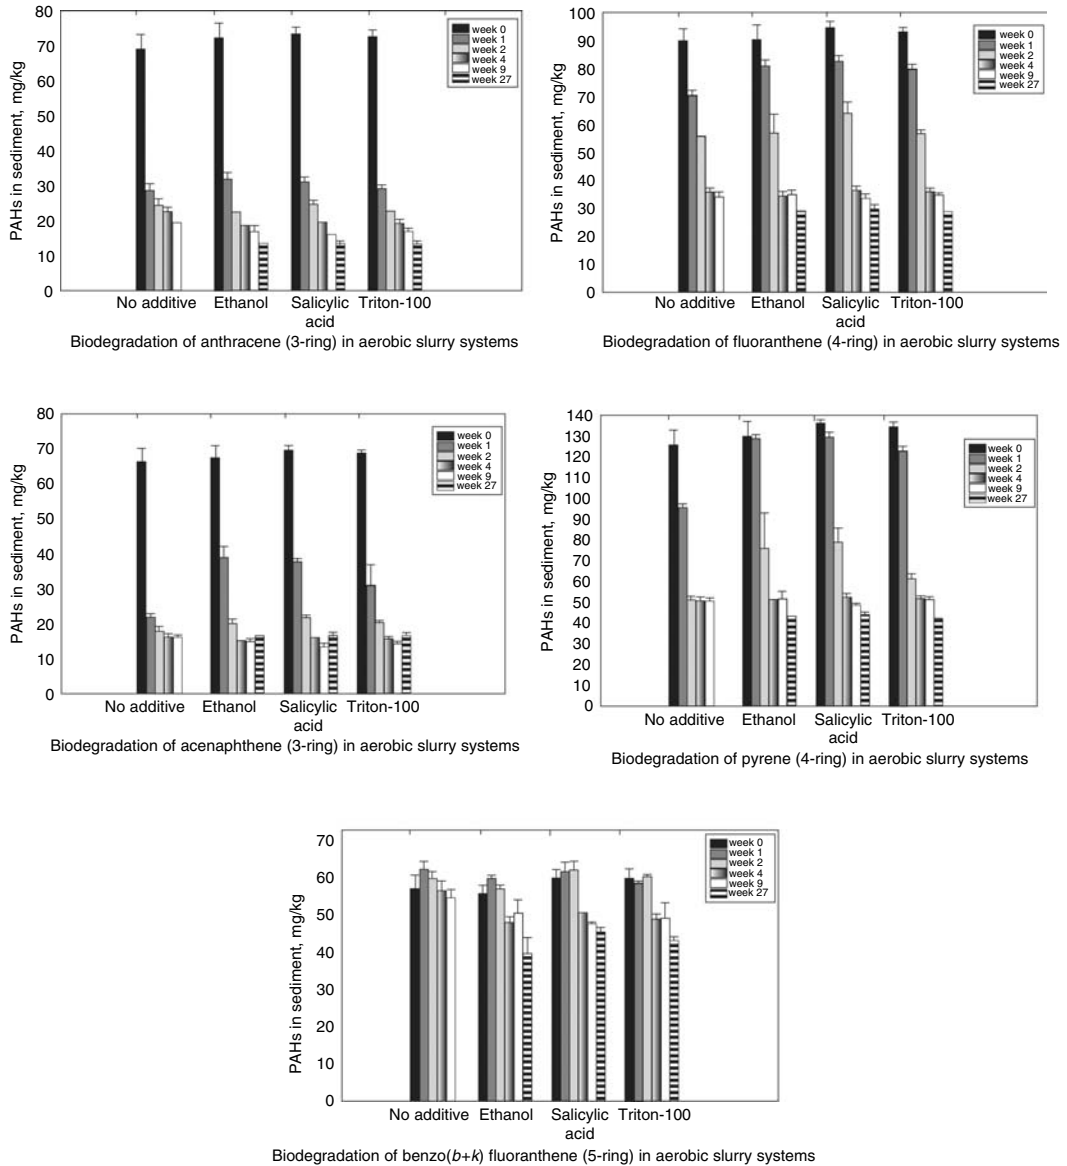 80
70
60
50
40
30
20
10
0
PAHs in sediment, mg/kg
week 0
week 1
week 2
week 4
week 9
week 27
No additive Ethanol Salicylic Triton-100
acid
Biodegradation of anthracene (3-ring) in aerobic slurry systems
100
90
80
70
60
50
40
30
20
10
0
PAHs in sediment, mg/kg
week 0
week 1
week 2
week 4
week 9
week 27
No additive Ethanol Salicylic Triton-100
acid
Biodegradation of fluoranthene (4-ring) in aerobic slurry systems
80
70
60
50
40
30
20
10
0
PAHs in sediment, mg/kg
week 0
week 1
week 2
week 4
week 9
week 27
No additive Ethanol Salicylic Triton-100
acid
Biodegradation of acenaphthene (3-ring) in aerobic slurry systems
140
130
120
110
100
90
80
70
60
50
40
30
20
10
0
PAHs in sediment, mg/kg
week 0
week 1
week 2
week 4
week 9
week 27
No additive Ethanol Salicylic Triton-100
acid
Biodegradation of pyrene (4-ring) in aerobic slurry systems
70
60
50
40
30
20
10
0
PAHs in sediment, mg/kg
week 0
week 1
week 2
week 4
week 9
week 27
No additive Ethanol Salicylic Triton-100
acid
Biodegradation of benzo(b+k) fluoranthene (5-ring) in aerobic slurry systems